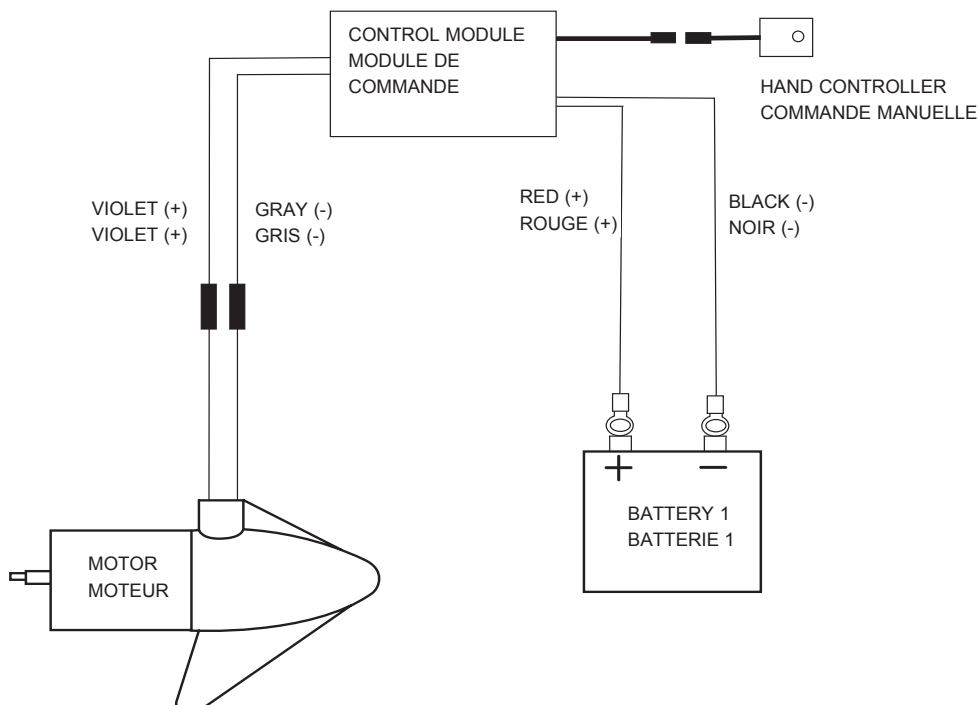 CONTROL MODULE
MODULE DE
COMMANDE
HAND CONTROLLER
COMMANDE MANUELLE
VIOLET (+)
VIOLET (+)
GRAY (-)
GRIS (-)
RED (+)
ROUGE (+)
BLACK (-)
NOIR (-)
+
−
BATTERY 1
BATTERIE 1
MOTOR
MOTEUR